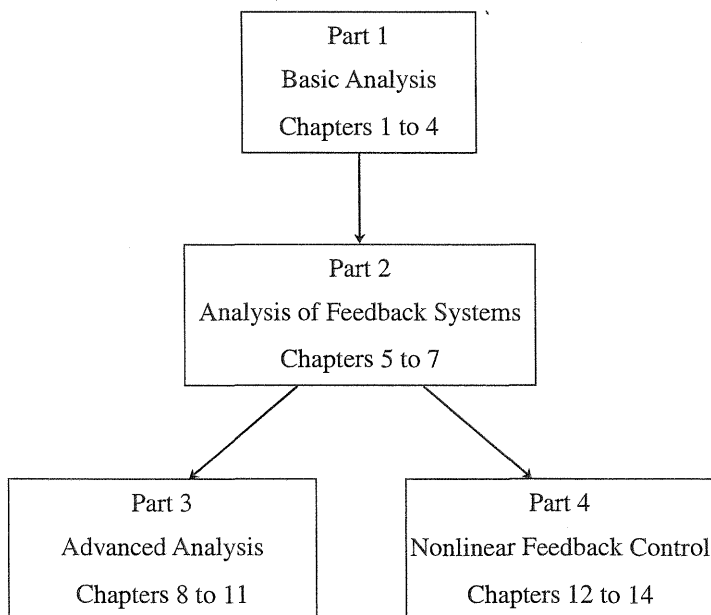 Part 1
Basic Analysis
Chapters 1 to 4
Part 2
Analysis of Feedback Systems
Chapters 5 to 7
Part 3
Advanced Analysis
Chapters 8 to 11
Part 4
Nonlinear Feedback Control
Chapters 12 to 14